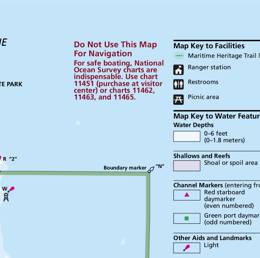 NE
TE PARK
Do Not Use This Map
For Navigation
For safe boating, National
Ocean Survey charts are
indispensable. Use chart
11451 (purchase at visitor
center) or charts 11462,
11463, and 11465.
R "2"
Boundary marker
"N"
W
Map Key to Facilities
Maritime Heritage Trail
Ranger station
Restrooms
Picnic area
Map Key to Water Featur
Water Depths
0–6 feet
(0–1.8 meters)
Shallows and Reefs
Shoal or spoil area
Channel Markers (entering fro
Red starboard
daymarker
(even numbered)
Green port daymar
(odd numbered)
Other Aids and Landmarks
Light